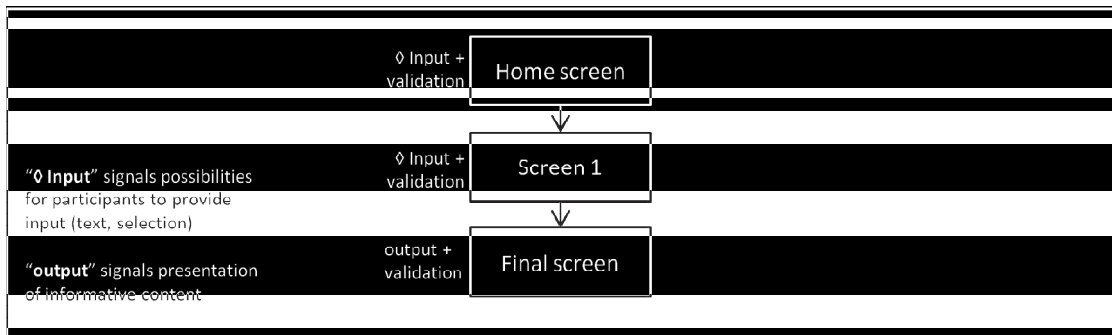 ◊ Input +
validation
Home screen
◊ Input +
validation
Screen 1
“◊ Input” signals possibilities
for participants to provide
input (text, selection)
output +
validation
Final screen
“output” signals presentation
of informative content